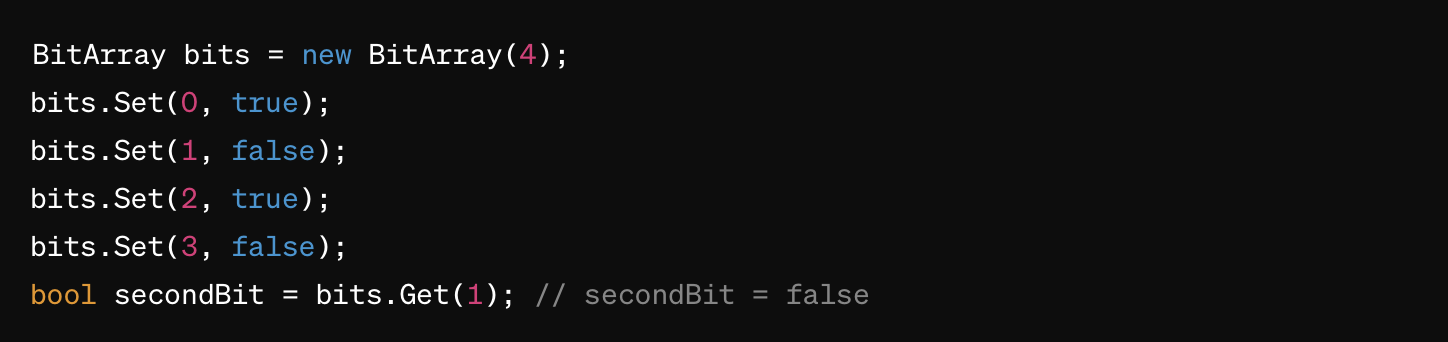 BitArray bits = new BitArray(4);
bits.Set(0, true);
bits.Set(1, false);
bits.Set(2, true);
bits.Set(3, false);
bool secondBit = bits.Get(1); // secondBit = false